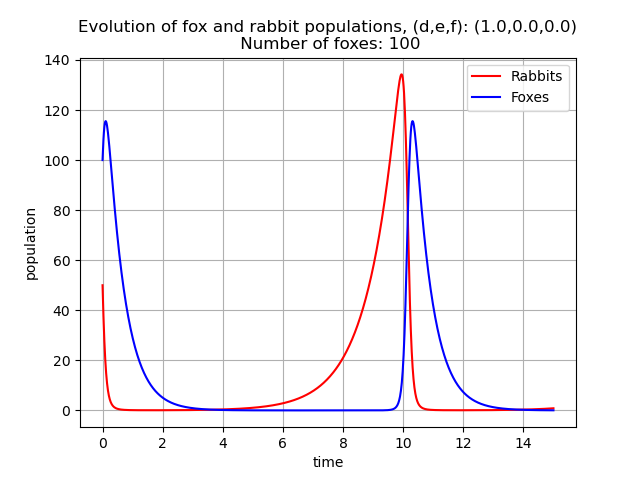 Evolution of fox and rabbit populations, (d,e,f): (1.0,0.0,0.0)
Number of foxes: 100
140
120
100
80
60
40
20
0
population
Rabbits
Foxes
0 2 4 6 8 10 12 14
time